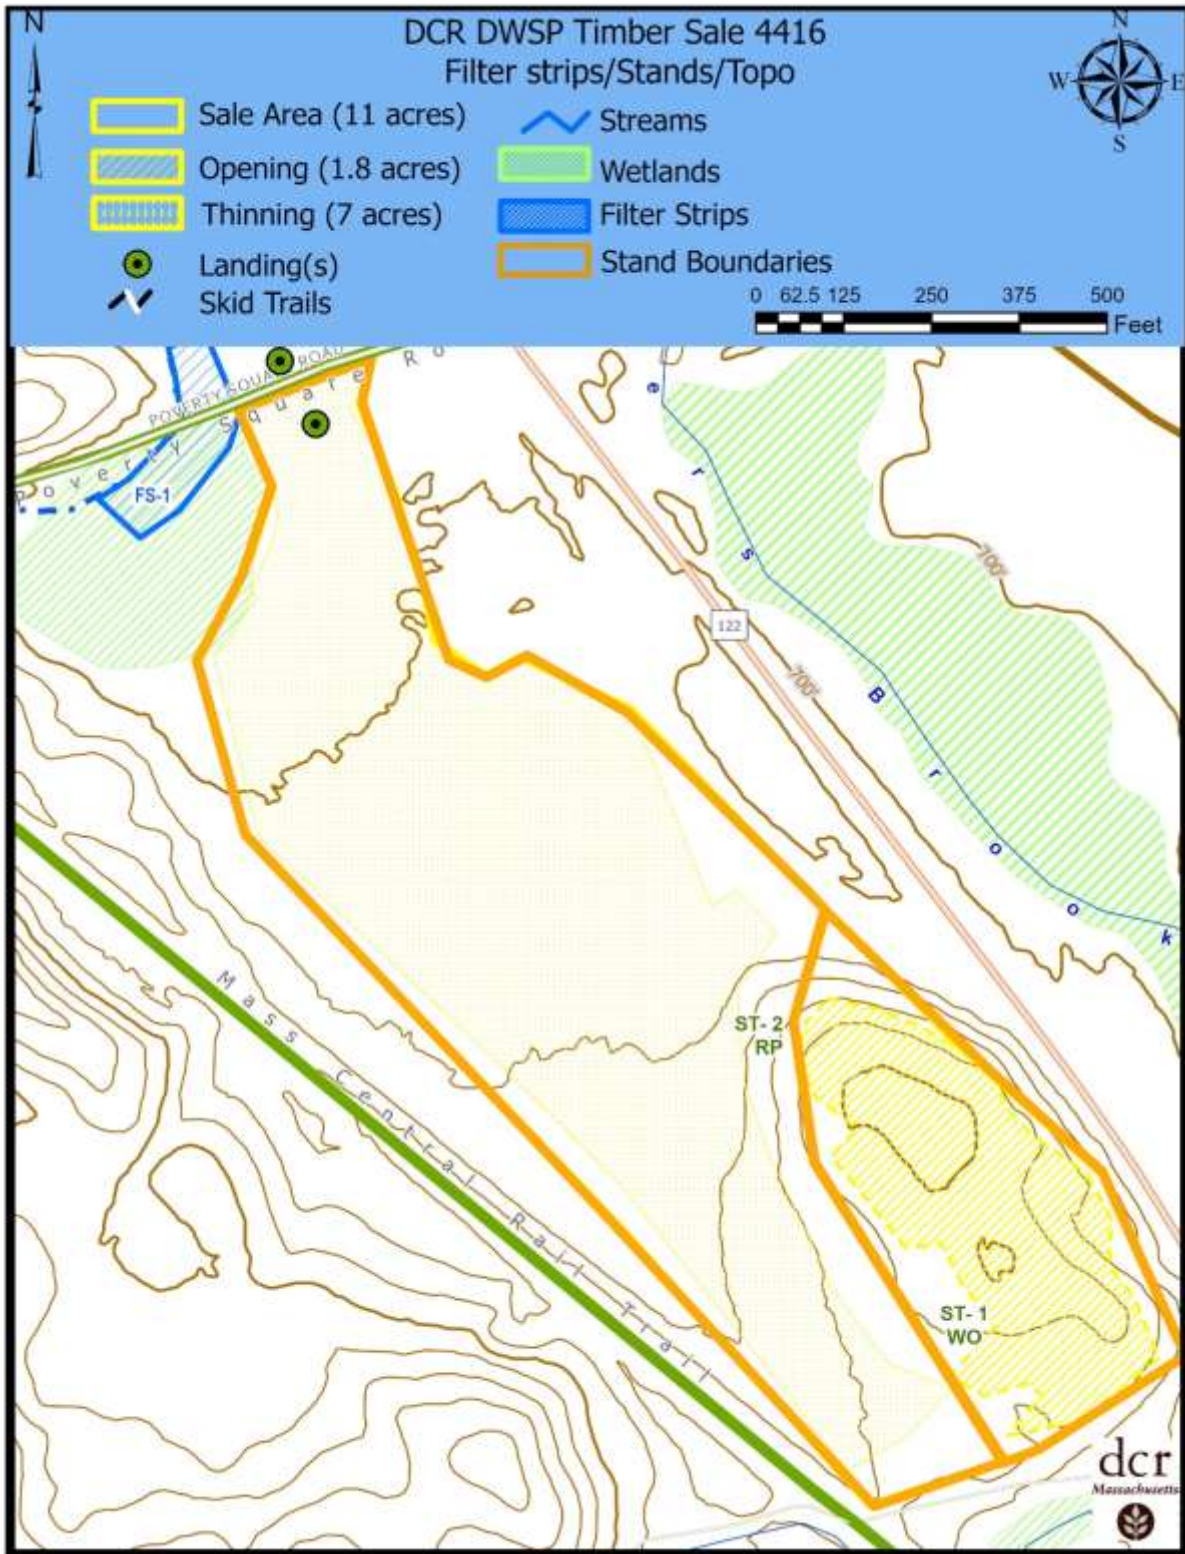 N
DCR DWSP Timber Sale 4416
Filter strips/Stands/Topo
N
W E
S
Sale Area (11 acres)
Streams
Opening (1.8 acres)
Wetlands
Thinning (7 acres)
Filter Strips
Landing(s)
Stand Boundaries
Skid Trails
0 62.5 125 250 375 500
Feet
POVERTY SQUARE ROAD
Poverty Square Ro
FS-1
ers Brook
700'
122
700'
Mass Central Rail Trail
ST- 2
RP
ST- 1
WO
dcr
Massachusetts